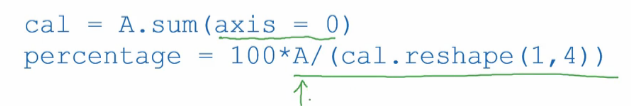 cal = A.sum(axis = 0)
percentage = 100*A/(cal.reshape(1,4))